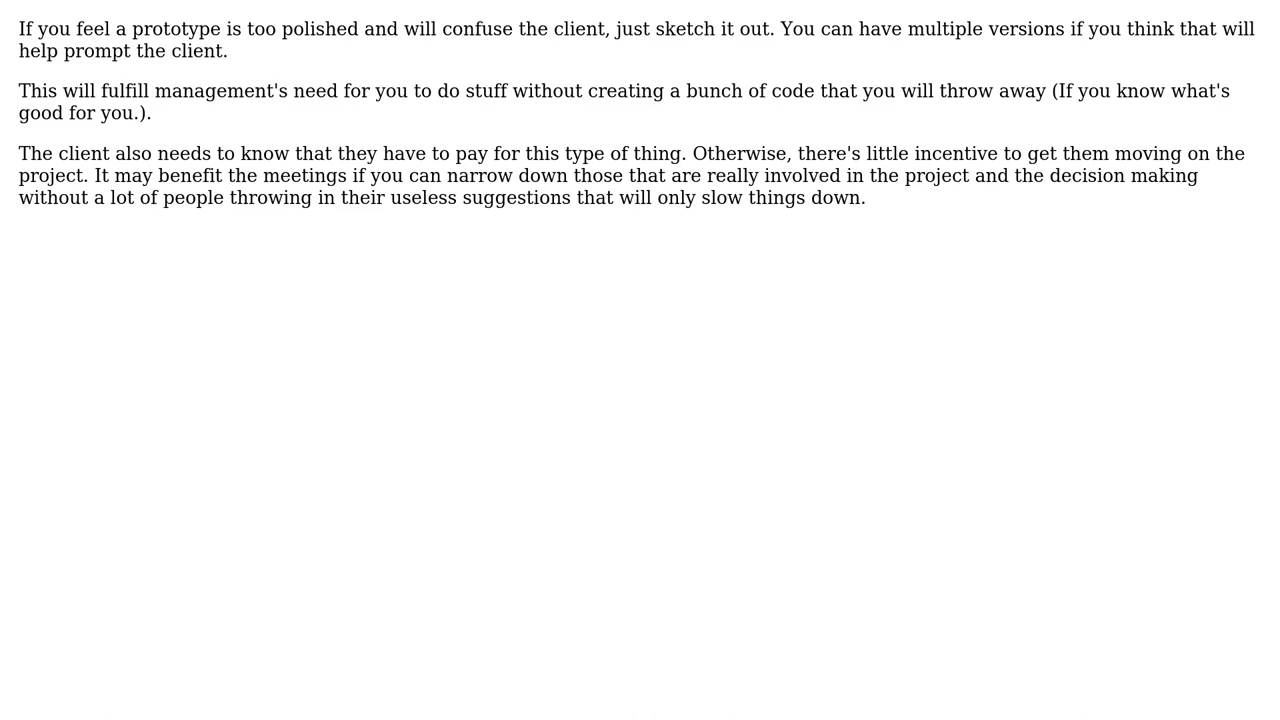 If you feel a prototype is too polished and will confuse the client, just sketch it out. You can have multiple versions if you think that will
help prompt the client.
This will fulfill management's need for you to do stuff without creating a bunch of code that you will throw away (If you know what's
good for you.).
The client also needs to know that they have to pay for this type of thing. Otherwise, there's little incentive to get them moving on the
project. It may benefit the meetings if you can narrow down those that are really involved in the project and the decision making
without a lot of people throwing in their useless suggestions that will only slow things down.